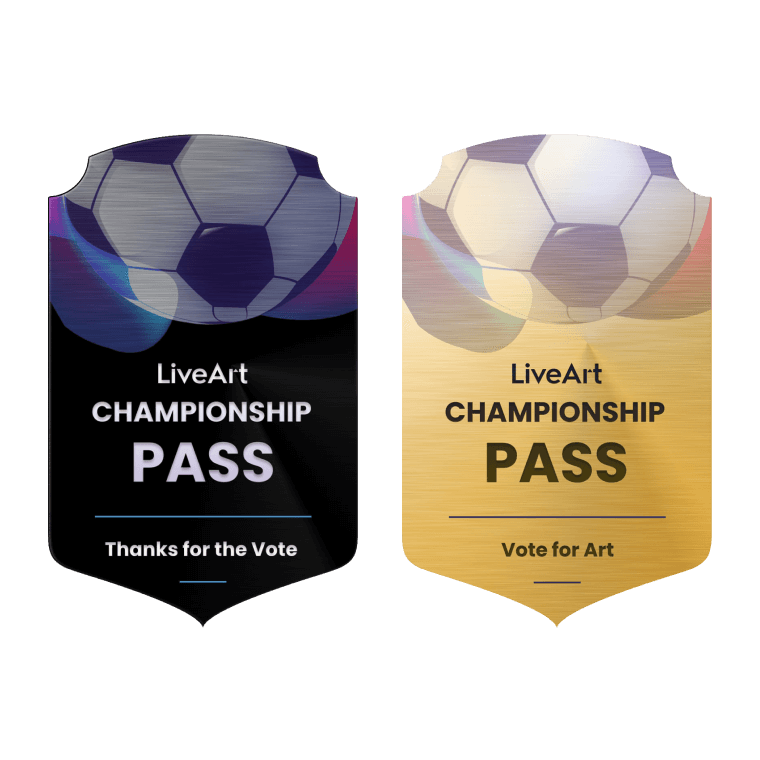 LiveArt
CHAMPIONSHIP
PASS
Thanks for the Vote
LiveArt
CHAMPIONSHIP
PASS
Vote for Art